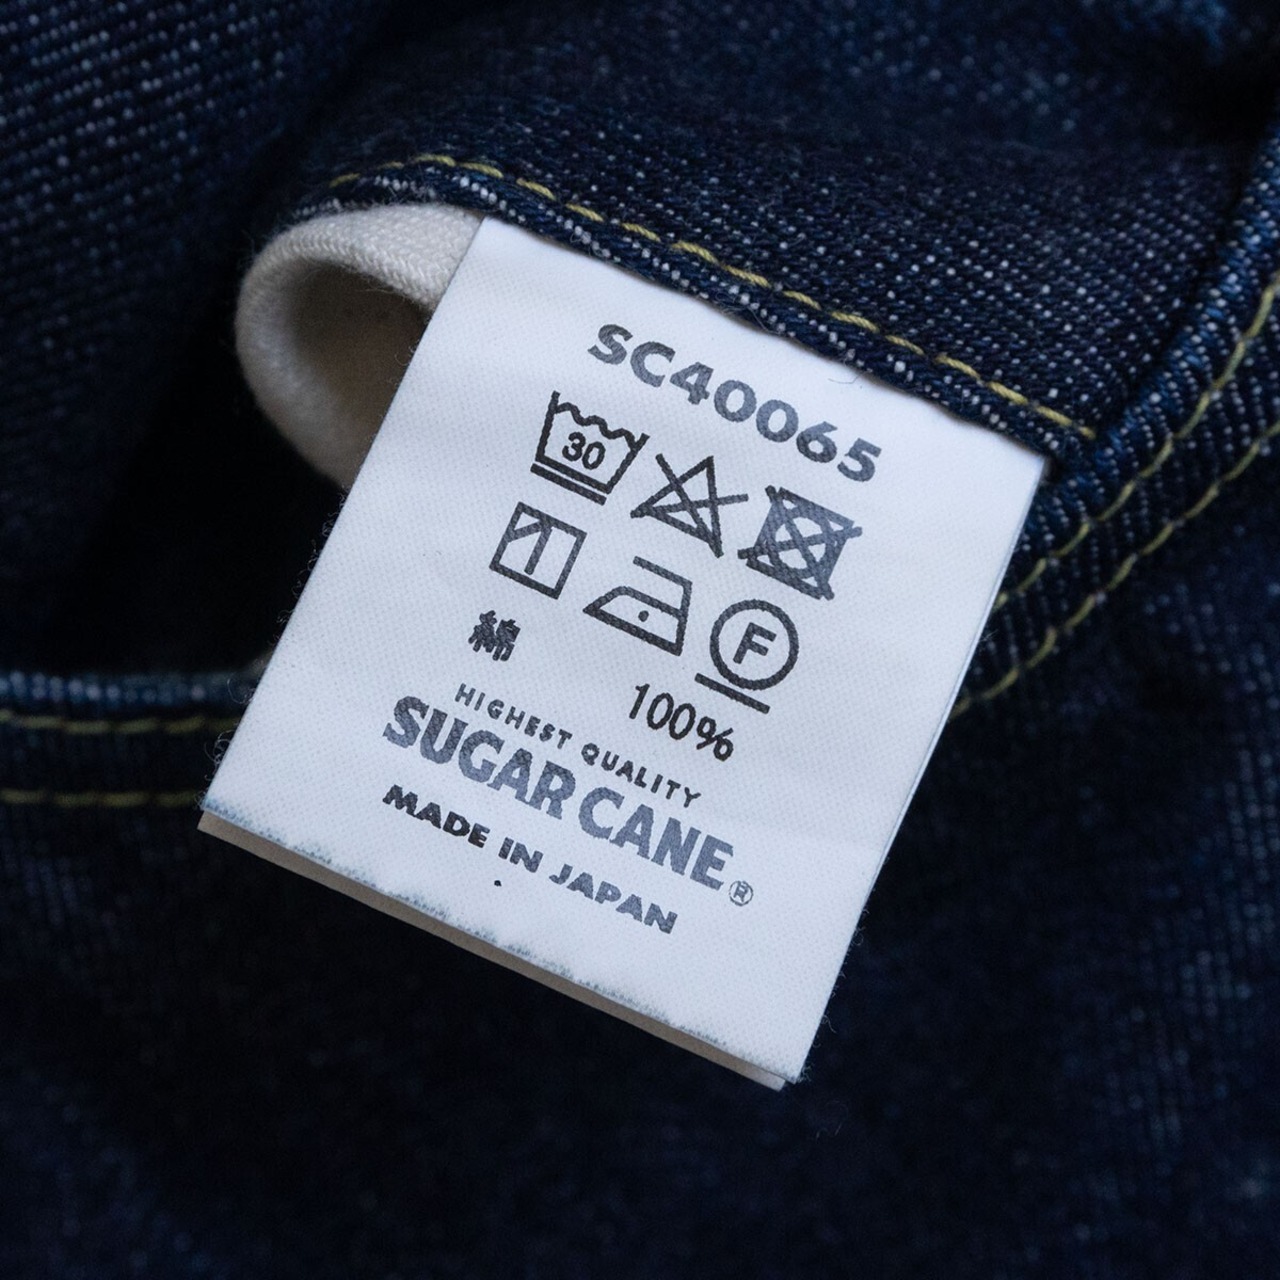 SC40065
30
F
綿 100%
HIGHEST QUALITY
SUGAR CANE®
MADE IN JAPAN